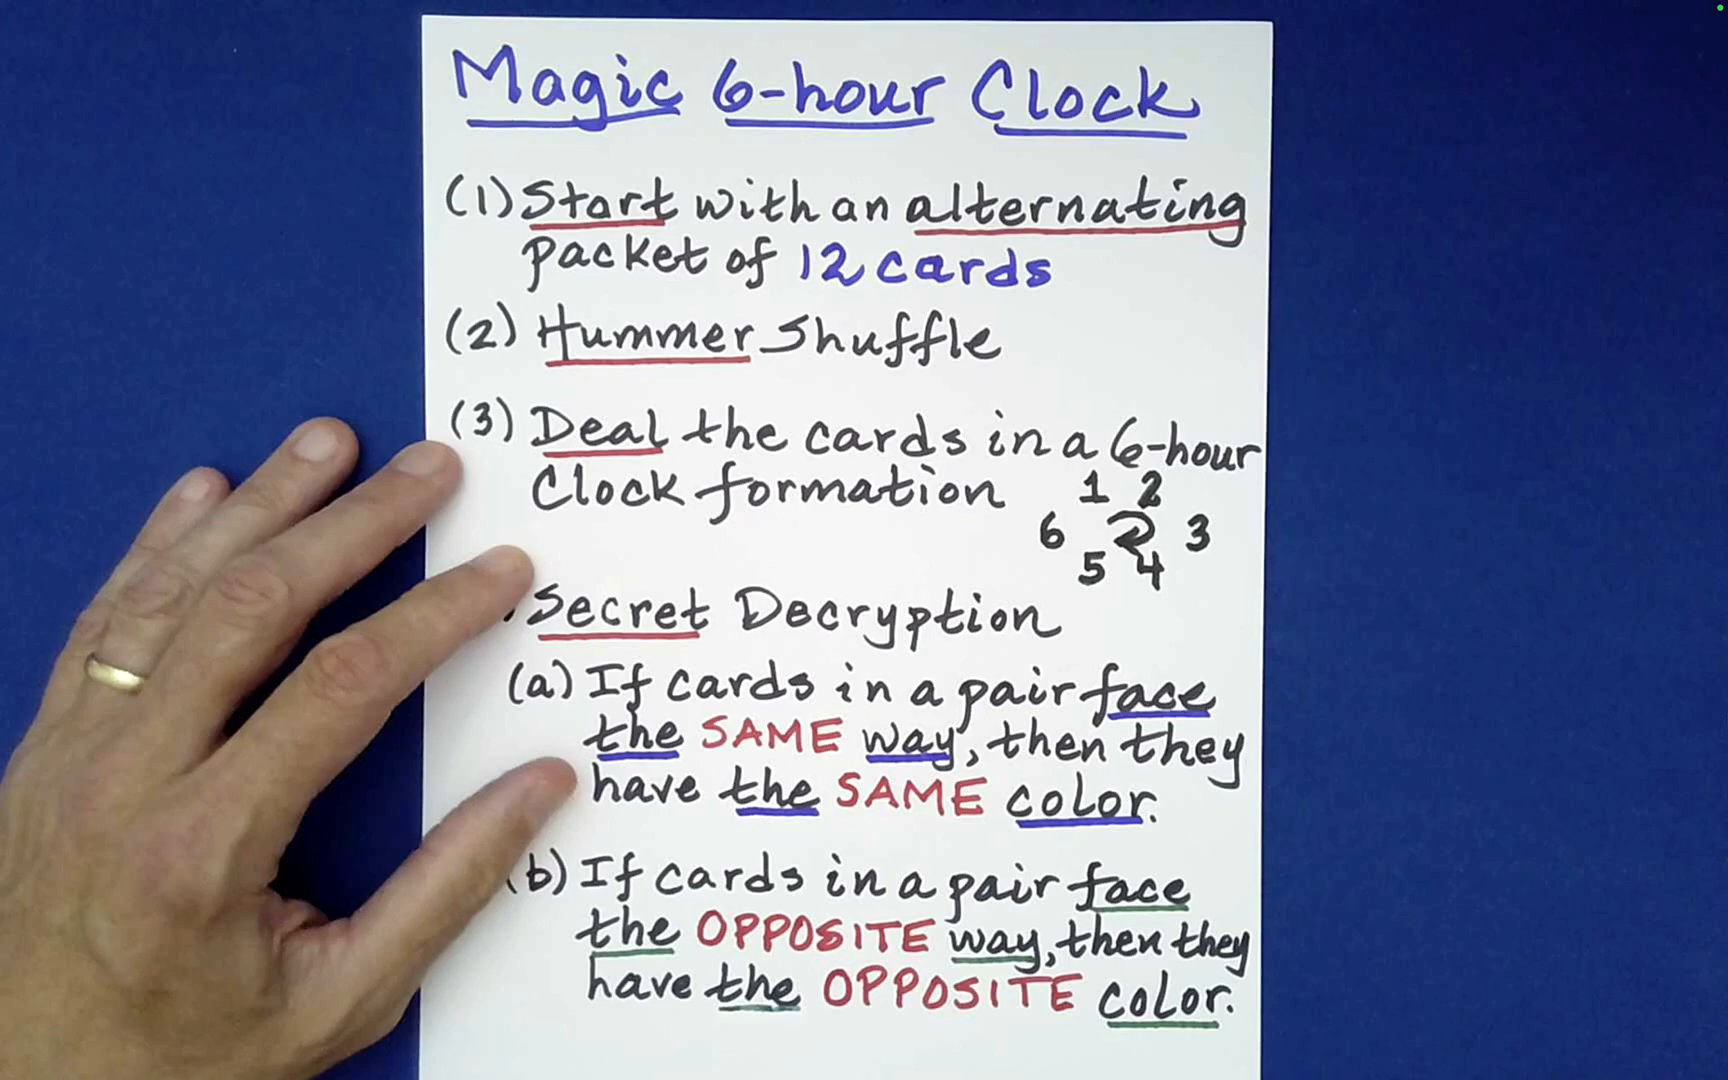 Magic 6-hour Clock
(1) Start with an alternating
packet of 12 cards
(2) Hummer Shuffle
(3) Deal the cards in a 6-hour
Clock formation
1 2
6 3
5 4
Secret Decryption
(a) If cards in a pair face
the SAME way, then they
have the SAME color.
(b) If cards in a pair face
the OPPOSITE way, then they
have the OPPOSITE color.